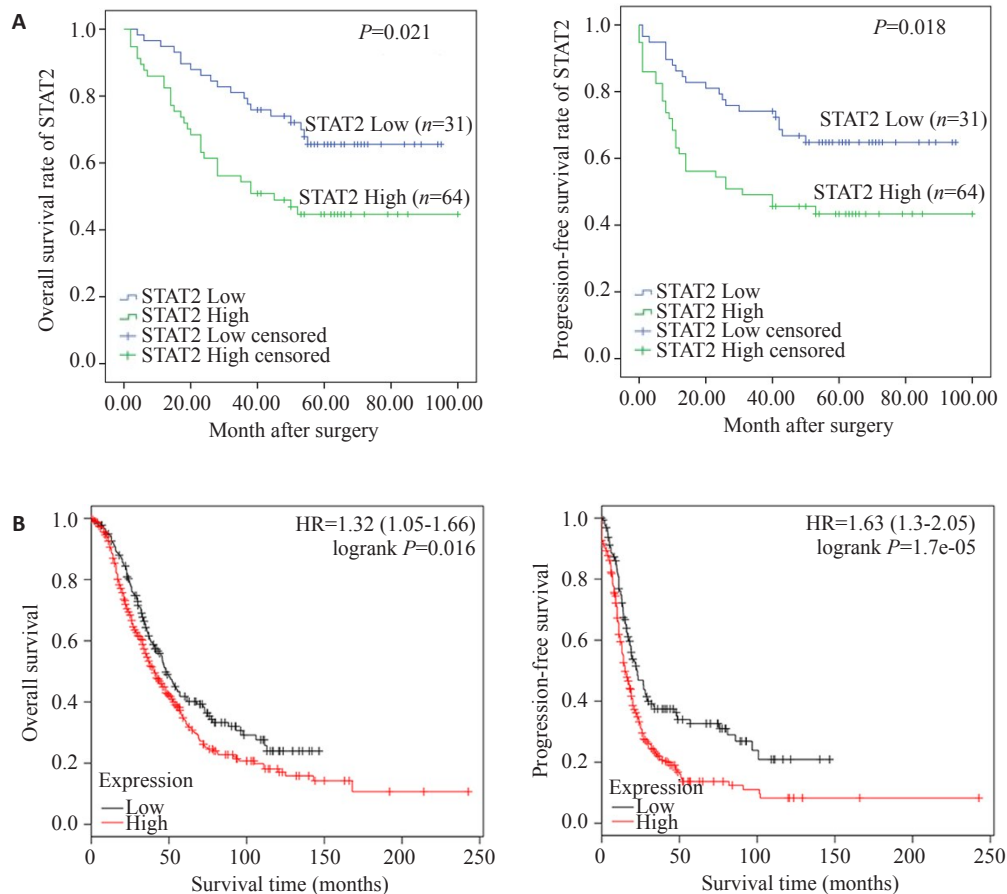 A
Overall survival rate of STAT2
1.0
0.8
0.6
0.4
0.2
0.0
P=0.021
STAT2 Low (n=31)
STAT2 High (n=64)
STAT2 Low
STAT2 High
STAT2 Low censored
STAT2 High censored
0.00 20.00 40.00 60.00 80.00 100.00
Month after surgery
Progression-free survival rate of STAT2
1.0
0.8
0.6
0.4
0.2
0.0
P=0.018
STAT2 Low (n=31)
STAT2 High (n=64)
STAT2 Low
STAT2 High
STAT2 Low censored
STAT2 High censored
0.00 20.00 40.00 60.00 80.00 100.00
Month after surgery
B
Overall survival
1.0
0.8
0.6
0.4
0.2
0.0
HR=1.32 (1.05-1.66)
logrank P=0.016
Expression
Low
High
0 50 100 150 200 250
Survival time (months)
Progression-free survival
1.0
0.8
0.6
0.4
0.2
0.0
HR=1.63 (1.3-2.05)
logrank P=1.7e-05
Expression
Low
High
0 50 100 150 200 250
Survival time (months)